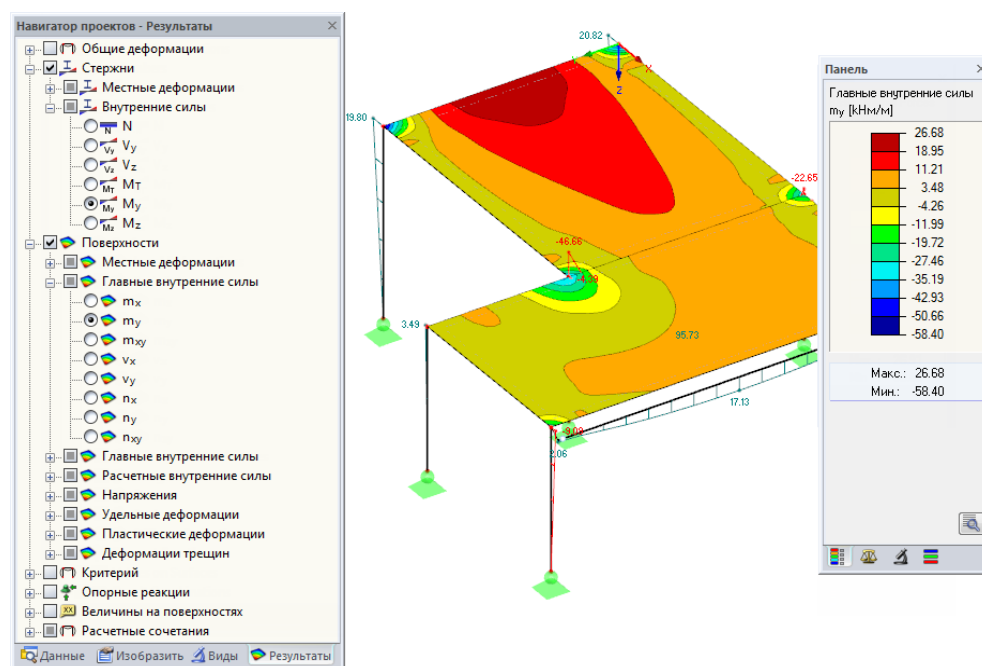 Навигатор проектов - Результаты
Общие деформации
Стержни
Местные деформации
Внутренние силы
N
Vy
Vz
MT
My
Mz
Поверхности
Местные деформации
Главные внутренние силы
mx
my
mxy
vx
vy
nx
ny
nxy
Главные внутренние силы
Расчетные внутренние силы
Напряжения
Удельные деформации
Пластические деформации
Деформации трещин
Критерий
Опорные реакции
Величины на поверхностях
Расчетные сочетания
Данные Изобразить Виды Результаты
20.82
X
Z
19.80
-22.65
-46.66
-4.39
3.49
95.73
17.13
-9.09
2.06
Панель
Главные внутренние силы
my [kНм/м]
26.68
18.95
11.21
3.48
-4.26
-11.99
-19.72
-27.46
-35.19
-42.93
-50.66
-58.40
Макс.: 26.68
Мин.: -58.40